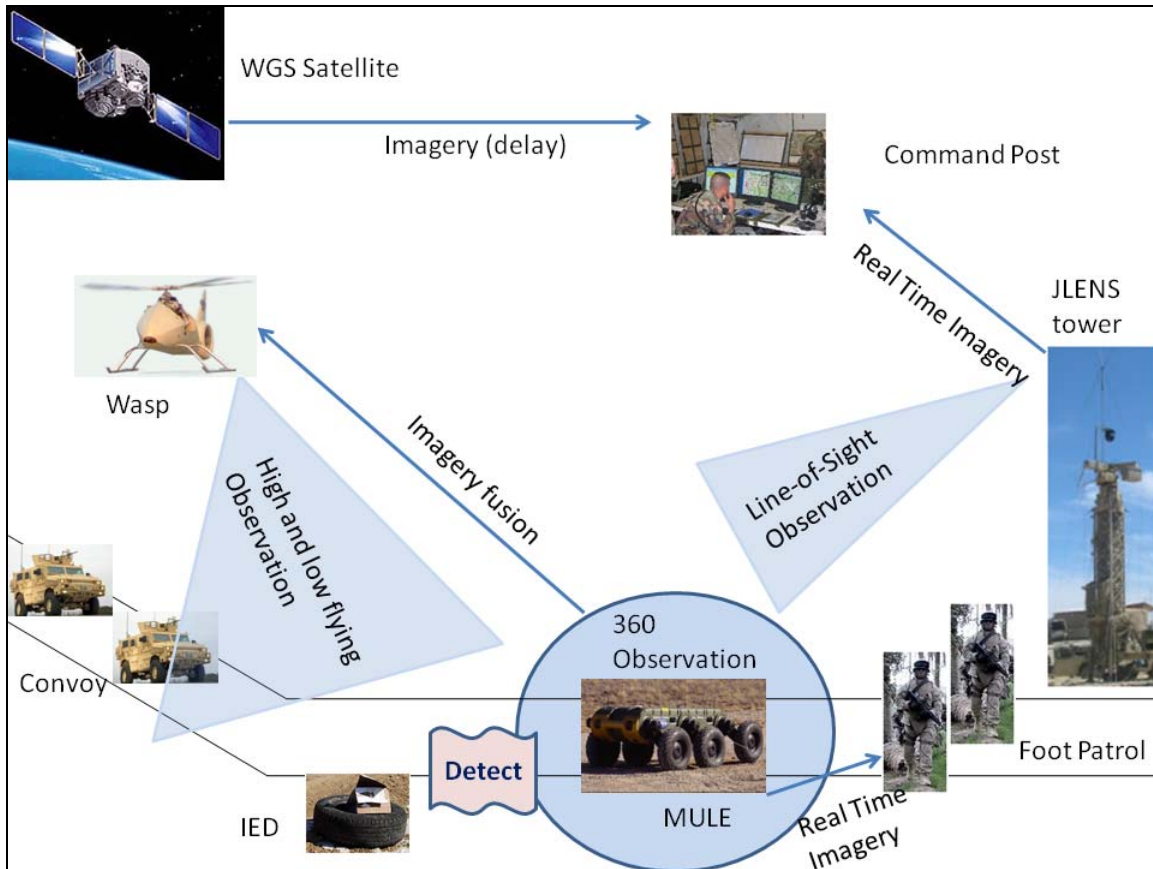 WGS Satellite
Imagery (delay)
Command Post
Real Time Imagery
JLENS
tower
Wasp
High and low flying
Observation
Imagery fusion
Line-of-Sight
Observation
Convoy
360
Observation
Detect
IED
MULE
Real Time
Imagery
Foot Patrol